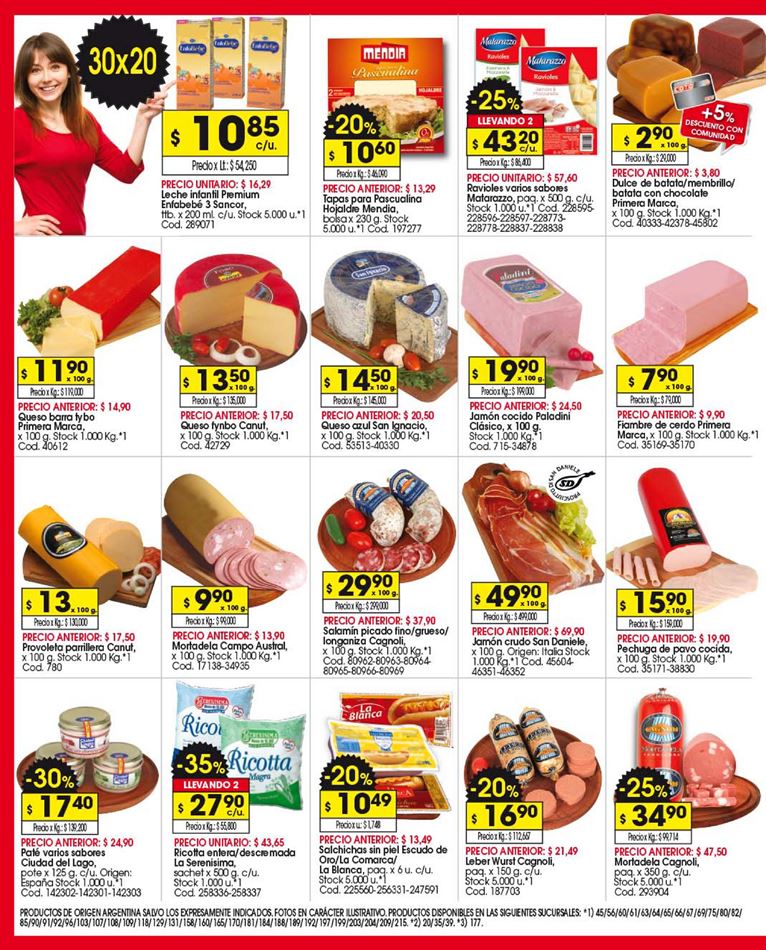 30x20
EnfaBebé
EnfaBebé
EnfaBebé
$ 10.85 c/u.
Precio x Lt.: $ 54,250
PRECIO UNITARIO: $ 16,29
Leche infantil Premium
Enfabebé 3 Sancor,
ttb. x 200 ml. c/u. Stock 5.000 u.*1
Cod. 289071
MENDIA
Pascualina
HOJALDRE
-20%
$ 10.60
Precio x Kg.: $ 46,090
PRECIO ANTERIOR: $ 13,29
Tapas para Pascualina
Hojaldre Mendia,
bolsa x 230 g. Stock
5.000 u.*1 Cod. 197277
Matarazzo
Ravioles
Matarazzo
Ravioles
-25%
LLEVANDO 2
$ 43.20 c/u.
Precio x Kg.: $ 86,400
PRECIO UNITARIO: $ 57,60
Ravioles varios sabores
Matarazzo, paq. x 500 g. c/u.
Stock 1.000 u.*1 Cod. 228595-
228596-228597-228773-
228778-228837-228838
+5%
DESCUENTO CON
COMUNIDAD
$ 2.90 x 100 g.
Precio x Kg.: $ 29,000
PRECIO ANTERIOR: $ 3,80
Dulce de batata/membrillo/
batata con chocolate
Primera Marca,
x 100 g. Stock 1.000 Kg.*1
Cod. 40333-42378-45802
$ 11.90 x 100 g.
Precio x Kg.: $ 119,000
PRECIO ANTERIOR: $ 14,90
Queso barra tybo
Primera Marca,
x 100 g. Stock 1.000 Kg.*1
Cod. 40612
$ 13.50 x 100 g.
Precio x Kg.: $ 135,000
PRECIO ANTERIOR: $ 17,50
Queso fynbo Canut,
x 100 g. Stock 1.000 Kg.*1
Cod. 42729
San Ignacio
$ 14.50 x 100 g.
Precio x Kg.: $ 145,000
PRECIO ANTERIOR: $ 20,50
Queso azul San Ignacio,
x 100 g. Stock 1.000 Kg.*1
Cod. 53513-40330
Paladini
$ 19.90 x 100 g.
Precio x Kg.: $ 199,000
PRECIO ANTERIOR: $ 24,50
Jamón cocido Paladini
Clásico, x 100 g.
Stock 1.000 Kg.*1
Cod. 715-34878
$ 7.90 x 100 g.
Precio x Kg.: $ 79,000
PRECIO ANTERIOR: $ 9,90
Fiambre de cerdo Primera
Marca, x 100 g. Stock 1.000 Kg.*1
Cod. 35169-35170
$ 13.- x 100 g.
Precio x Kg.: $ 130,000
PRECIO ANTERIOR: $ 17,50
Provoleta parrillera Canut,
x 100 g. Stock 1.000 Kg.*1
Cod. 780
$ 9.90 x 100 g.
Precio x Kg.: $ 99,000
PRECIO ANTERIOR: $ 13,90
Mortadela Campo Austral,
x 100 g. Stock 1.000 Kg.*1
Cod. 17138-34935
$ 29.90 x 100 g.
Precio x Kg.: $ 299,000
PRECIO ANTERIOR: $ 37,90
Salamín picado fino/grueso/
longaniza Cagnoli,
x 100 g. Stock 1.000 Kg.*1
Cod. 80962-80963-80964-
80965-80966-80969
PROSCIUTTO DI SAN DANIELE
SD
$ 49.90 x 100 g.
Precio x Kg.: $ 499,000
PRECIO ANTERIOR: $ 69,90
Jamón crudo San Daniele,
x 100 g. Origen: Italia Stock
1.000 Kg.*1 Cod. 45604-
46351-46352
$ 15.90 x 100 g.
Precio x Kg.: $ 159,000
PRECIO ANTERIOR: $ 19,90
Pechuga de pavo cocida,
x 100 g. Stock 1.000 Kg.*1
Cod. 35171-38830
-30%
$ 17.40
Precio x Kg.: $ 139,200
PRECIO ANTERIOR: $ 24,90
Paté varios sabores
Ciudad del Lago,
pote x 125 g. c/u. Origen:
España Stock 1.000 u.*1
Cod. 142302-142301-142303
Ricotta
LA SERENISIMA
Ricotta
Magra
-35%
LLEVANDO 2
$ 27.90 c/u.
Precio x Kg.: $ 55,800
PRECIO UNITARIO: $ 43,65
Ricotta entera/descremada
La Serenísima,
sachet x 500 g. c/u.
Stock 1.000 u.*1
Cod. 258336-258337
La Blanca
-20%
$ 10.49
Precio x u.: $ 1,748
PRECIO ANTERIOR: $ 13,49
Salchichas sin piel Escudo de
Oro/La Comarca/
La Blanca, paq. x 6 u. c/u.
Stock 5.000 u.*1
Cod. 225560-256331-247591
-20%
$ 16.90
Precio x Kg.: $ 112,667
PRECIO ANTERIOR: $ 21,49
Leber Wurst Cagnoli,
paq. x 150 g. c/u.
Stock 5.000 u.*1 Cod.
187703
CAGNOLI
MORTADELA
CAGNOLI
-25%
$ 34.90
Precio x Kg.: $ 99,714
PRECIO ANTERIOR: $ 47,50
Mortadela Cagnoli,
paq. x 350 g. c/u.
Stock 5.000 u.*1 Cod.
293904
PRODUCTOS DE ORIGEN ARGENTINA SALVO LOS EXPRESAMENTE INDICADOS. FOTOS EN CARÁCTER ILUSTRATIVO. PRODUCTOS DISPONIBLES EN LAS SIGUIENTES SUCURSALES: *1) 45/56/60/61/63/64/65/66/67/69/75/80/82/
85/90/91/92/96/103/107/108/109/118/129/131/158/160/165/170/181/184/188/189/192/197/199/203/204/209/215. *2) 20/35/39. *3) 177.